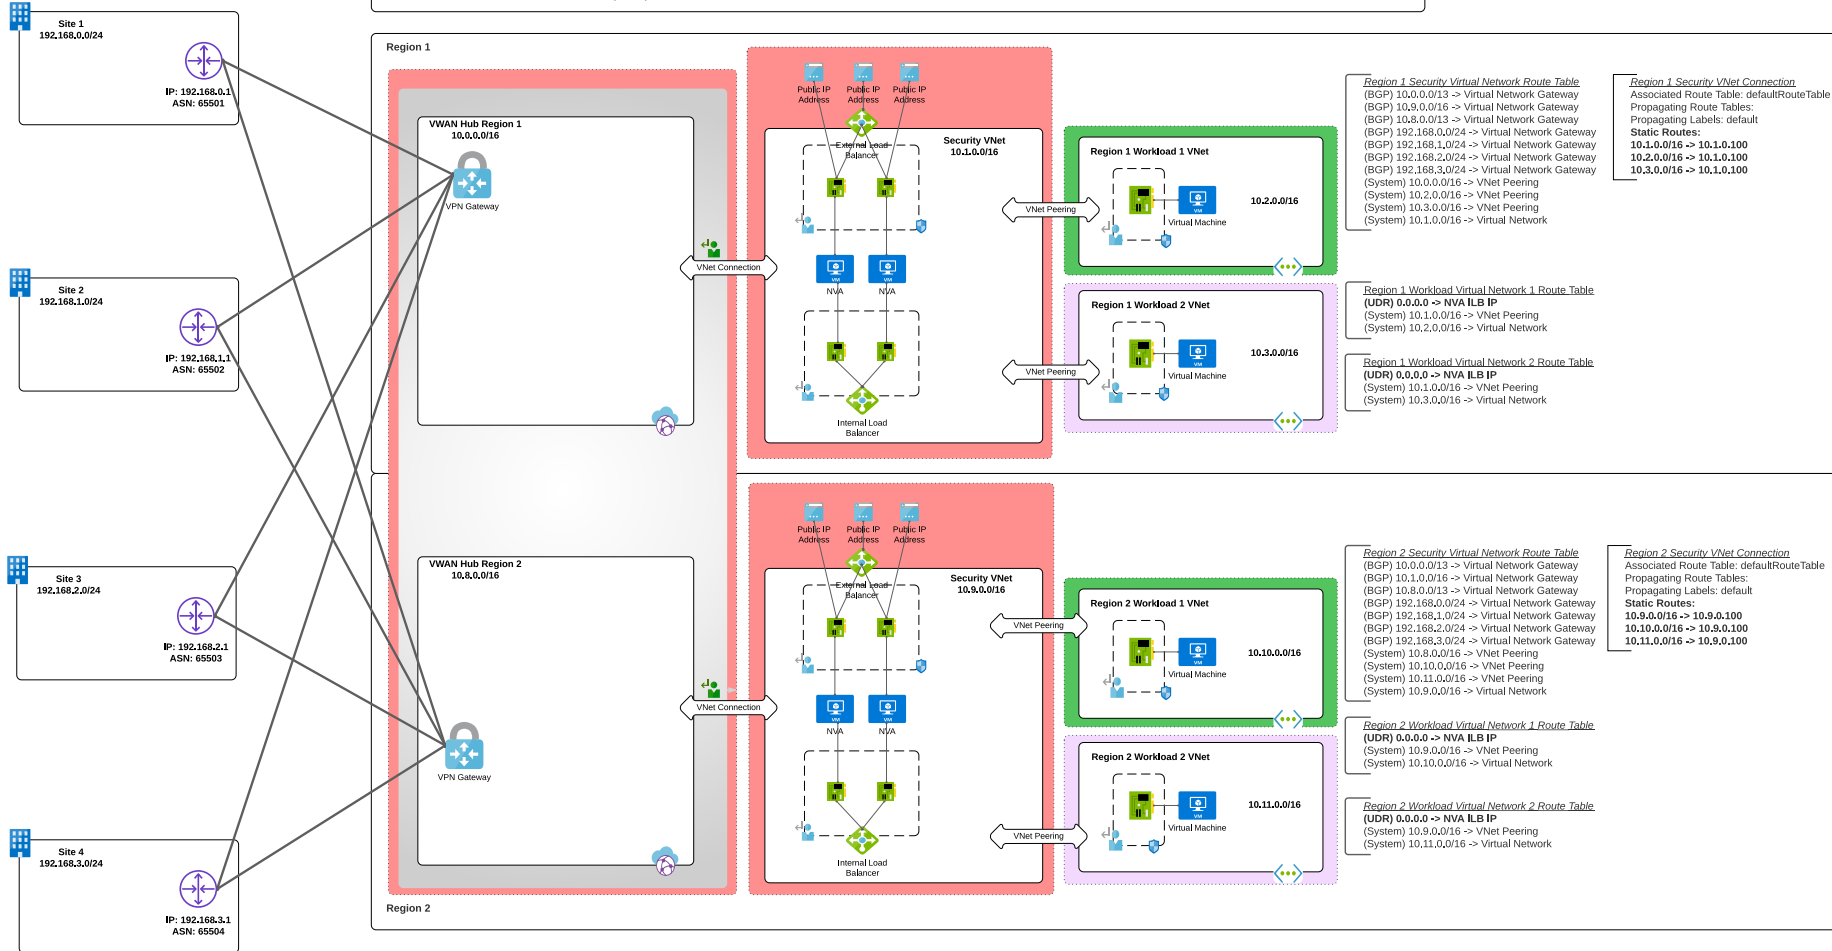 Site 1
192.168.0.0/24
IP: 192.168.0.1
ASN: 65501
Site 2
192.168.1.0/24
IP: 192.168.1.1
ASN: 65502
Site 3
192.168.2.0/24
IP: 192.168.2.1
ASN: 65503
Site 4
192.168.3.0/24
IP: 192.168.3.1
ASN: 65504
Region 1
VWAN Hub Region 1
10.0.0.0/16
VPN Gateway
VNet Connection
Public IP
Address
Public IP
Address
Public IP
Address
External Load
Balancer
Security VNet
10.1.0.0/16
NVA
NVA
Internal Load
Balancer
VNet Peering
VNet Peering
Region 1 Workload 1 VNet
Virtual Machine
VM
10.2.0.0/16
Region 1 Workload 2 VNet
Virtual Machine
VM
10.3.0.0/16
Region 1 Security Virtual Network Route Table
(BGP) 10.0.0.0/13 -> Virtual Network Gateway
(BGP) 10.9.0.0/16 -> Virtual Network Gateway
(BGP) 10.8.0.0/13 -> Virtual Network Gateway
(BGP) 192.168.0.0/24 -> Virtual Network Gateway
(BGP) 192.168.1.0/24 -> Virtual Network Gateway
(BGP) 192.168.2.0/24 -> Virtual Network Gateway
(BGP) 192.168.3.0/24 -> Virtual Network Gateway
(System) 10.0.0.0/16 -> VNet Peering
(System) 10.2.0.0/16 -> VNet Peering
(System) 10.3.0.0/16 -> VNet Peering
(System) 10.1.0.0/16 -> Virtual Network
Region 1 Security VNet Connection
Associated Route Table: defaultRouteTable
Propagating Route Tables:
Propagating Labels: default
Static Routes:
10.1.0.0/16 -> 10.1.0.100
10.2.0.0/16 -> 10.1.0.100
10.3.0.0/16 -> 10.1.0.100
Region 1 Workload Virtual Network 1 Route Table
(UDR) 0.0.0.0 -> NVA ILB IP
(System) 10.1.0.0/16 -> VNet Peering
(System) 10.2.0.0/16 -> Virtual Network
Region 1 Workload Virtual Network 2 Route Table
(UDR) 0.0.0.0 -> NVA ILB IP
(System) 10.1.0.0/16 -> VNet Peering
(System) 10.3.0.0/16 -> Virtual Network
VWAN Hub Region 2
10.8.0.0/16
VPN Gateway
VNet Connection
Public IP
Address
Public IP
Address
Public IP
Address
External Load
Balancer
Security VNet
10.9.0.0/16
NVA
NVA
Internal Load
Balancer
VNet Peering
VNet Peering
Region 2 Workload 1 VNet
Virtual Machine
VM
10.10.0.0/16
Region 2 Workload 2 VNet
Virtual Machine
VM
10.11.0.0/16
Region 2 Security Virtual Network Route Table
(BGP) 10.0.0.0/13 -> Virtual Network Gateway
(BGP) 10.1.0.0/16 -> Virtual Network Gateway
(BGP) 10.8.0.0/13 -> Virtual Network Gateway
(BGP) 192.168.0.0/24 -> Virtual Network Gateway
(BGP) 192.168.1.0/24 -> Virtual Network Gateway
(BGP) 192.168.2.0/24 -> Virtual Network Gateway
(BGP) 192.168.3.0/24 -> Virtual Network Gateway
(System) 10.8.0.0/16 -> VNet Peering
(System) 10.10.0.0/16 -> VNet Peering
(System) 10.11.0.0/16 -> VNet Peering
(System) 10.9.0.0/16 -> Virtual Network
Region 2 Security VNet Connection
Associated Route Table: defaultRouteTable
Propagating Route Tables:
Propagating Labels: default
Static Routes:
10.9.0.0/16 -> 10.9.0.100
10.10.0.0/16 -> 10.9.0.100
10.11.0.0/16 -> 10.9.0.100
Region 2 Workload Virtual Network 1 Route Table
(UDR) 0.0.0.0 -> NVA ILB IP
(System) 10.9.0.0/16 -> VNet Peering
(System) 10.10.0.0/16 -> Virtual Network
Region 2 Workload Virtual Network 2 Route Table
(UDR) 0.0.0.0 -> NVA ILB IP
(System) 10.9.0.0/16 -> VNet Peering
(System) 10.11.0.0/16 -> Virtual Network
Region 2